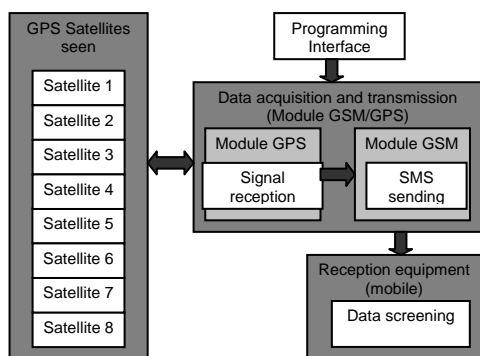 GPS Satellites
seen
Satellite 1
Satellite 2
Satellite 3
Satellite 4
Satellite 5
Satellite 6
Satellite 7
Satellite 8
Programming
Interface
Data acquisition and transmission
(Module GSM/GPS)
Module GPS
Signal
reception
Module GSM
SMS
sending
Reception equipment
(mobile)
Data screening